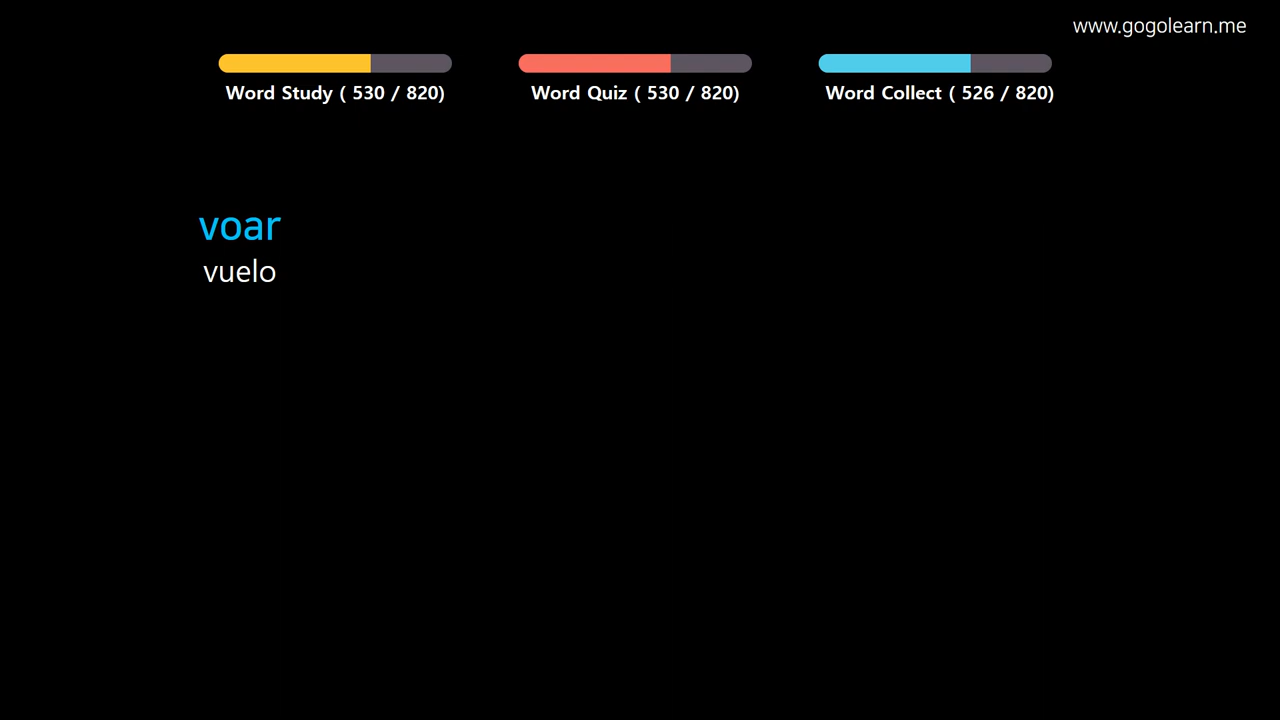 www.gogolearn.me
Word Study ( 530 / 820)
Word Quiz ( 530 / 820)
Word Collect ( 526 / 820)
voar
vuelo